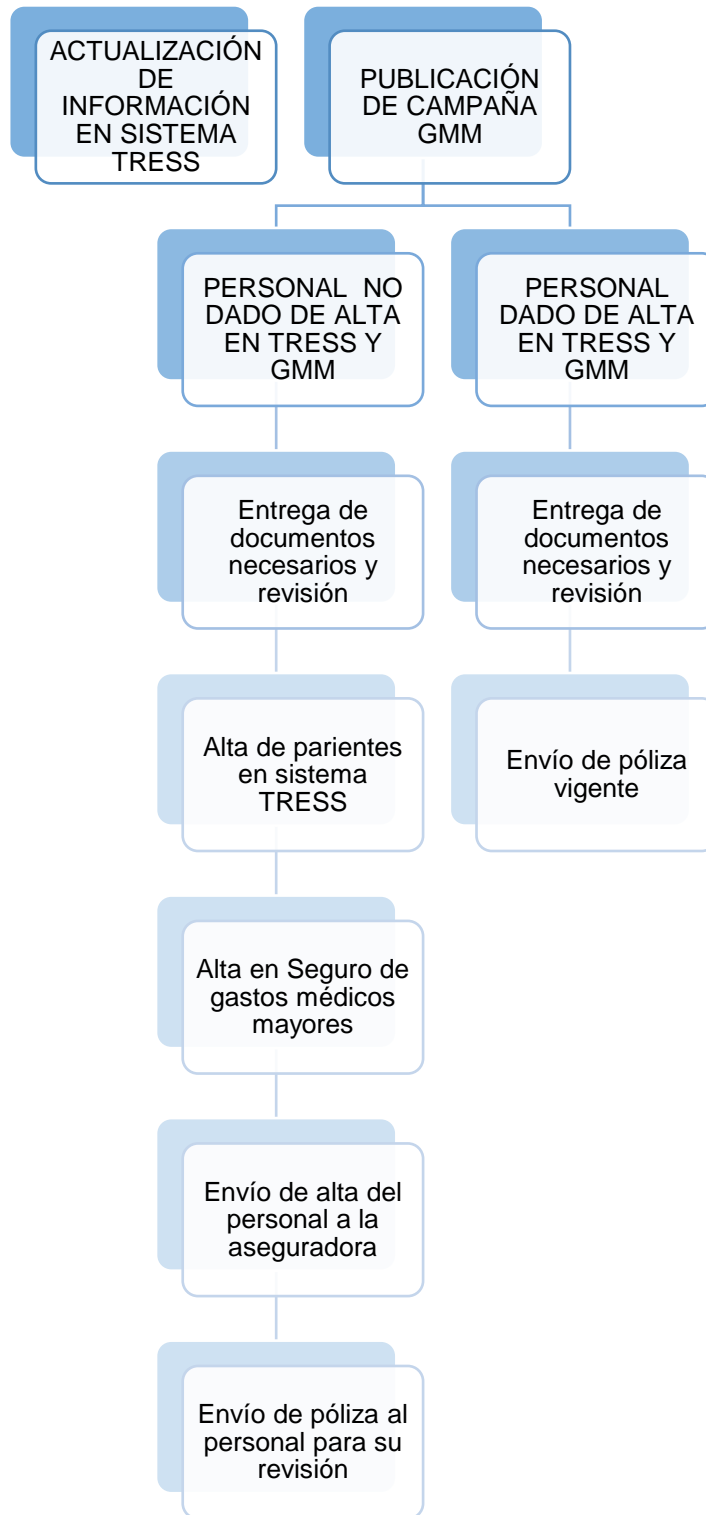 ACTUALIZACIÓN
DE
INFORMACIÓN
EN SISTEMA
TRESS
PUBLICACIÓN
DE CAMPAÑA
GMM
PERSONAL  NO
DADO DE ALTA
EN TRESS Y
GMM
PERSONAL
DADO DE ALTA
EN TRESS Y
GMM
Entrega de
documentos
necesarios y
revisión
Entrega de
documentos
necesarios y
revisión
Alta de parientes
en sistema
TRESS
Envío de póliza
vigente
Alta en Seguro de
gastos médicos
mayores
Envío de alta del
personal a la
aseguradora
Envío de póliza al
personal para su
revisión